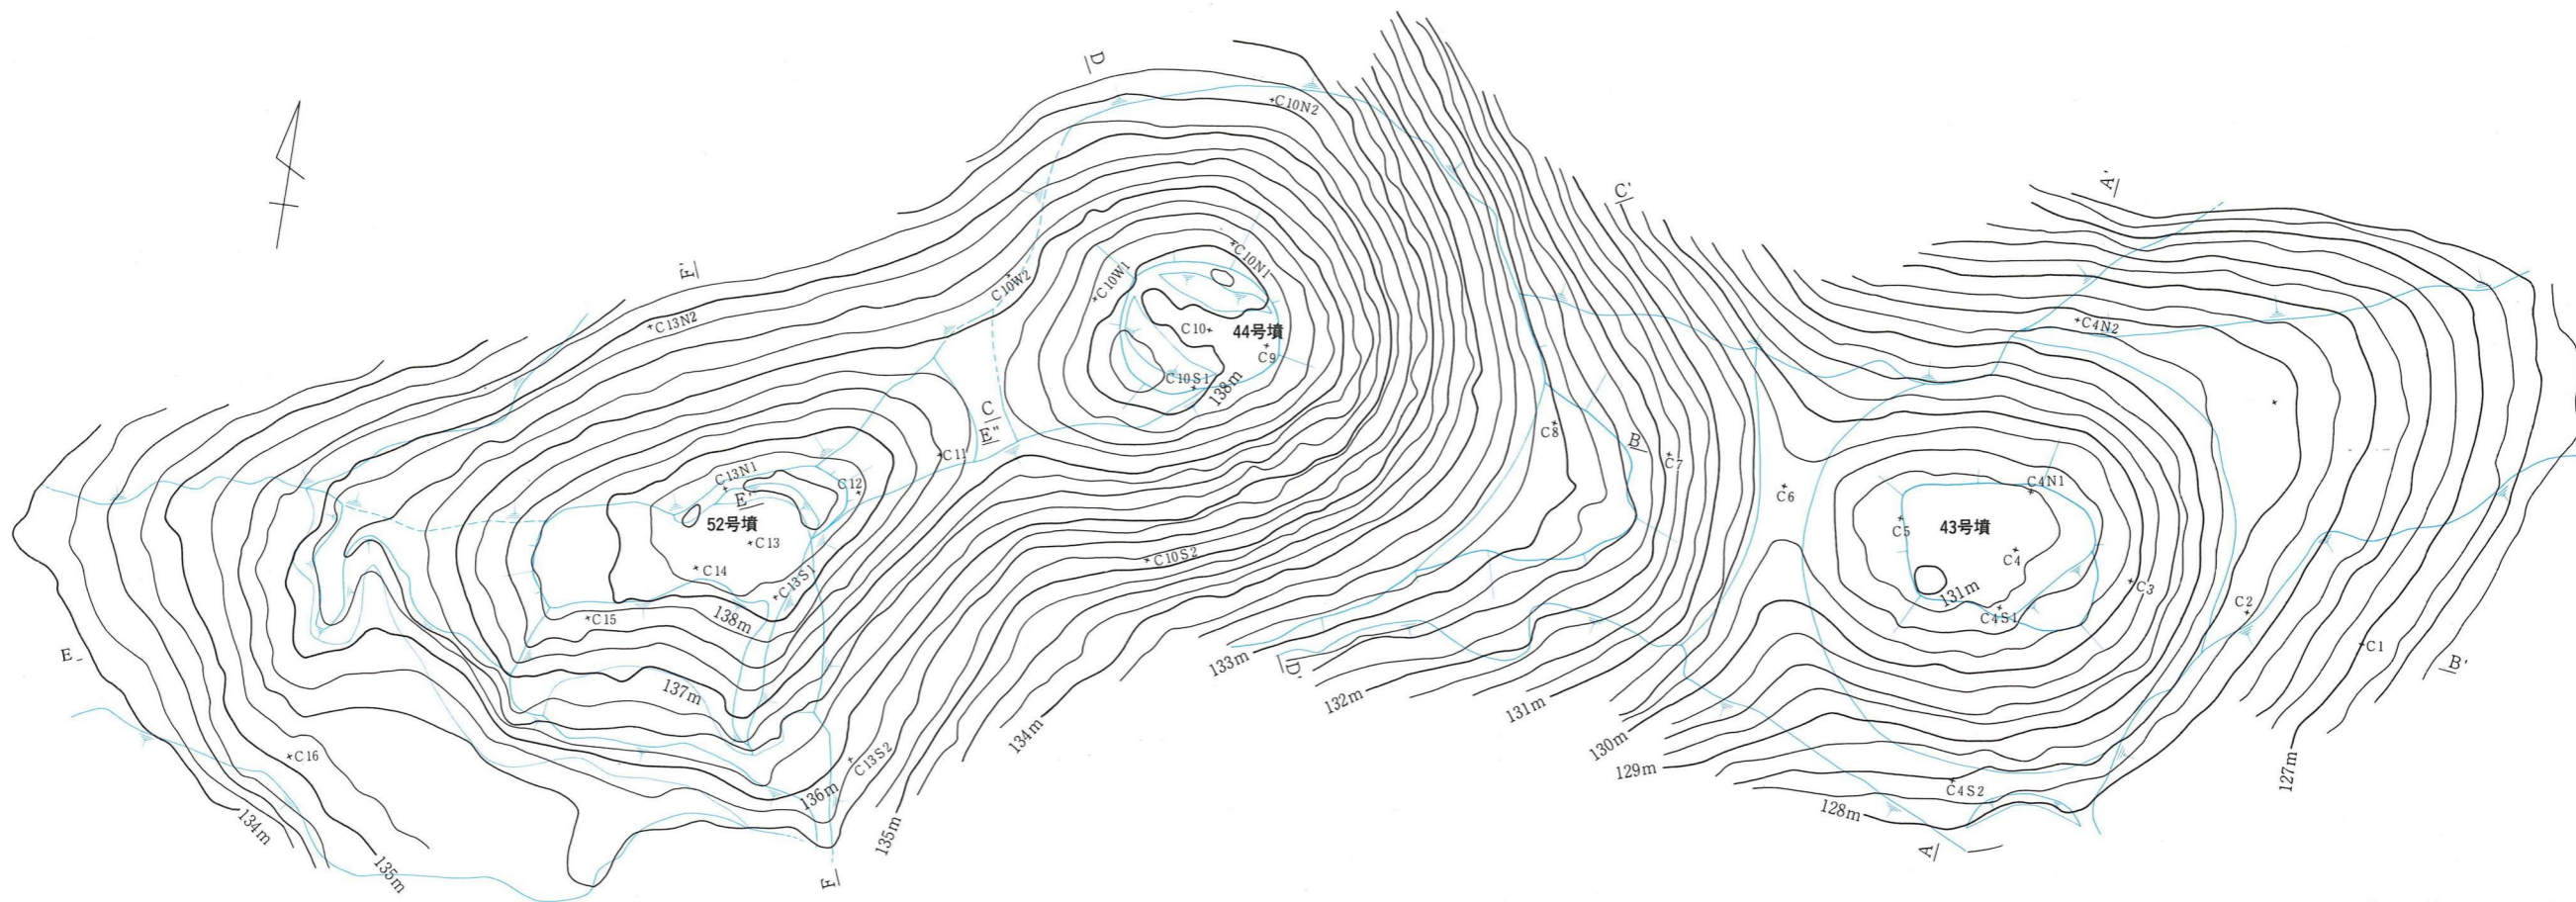 D
C10N2
C'
A'
C10N1
C10W1
C10W2
F'
C13N2
C10
44号墳
C9
C10S1
138m
C4N2
C
E"
C8
B
C7
C11
C13N1
E'
C12
52号墳
C13
C14
C13S1
C15
138m
C10S2
C6
C4N1
C5
43号墳
C4
131m
C4S1
C3
C2
C1
B'
E
137m
133m
D'
132m
131m
130m
129m
134m
C16
C13S2
136m
135m
134m
135m
F
C4S2
128m
127m
A